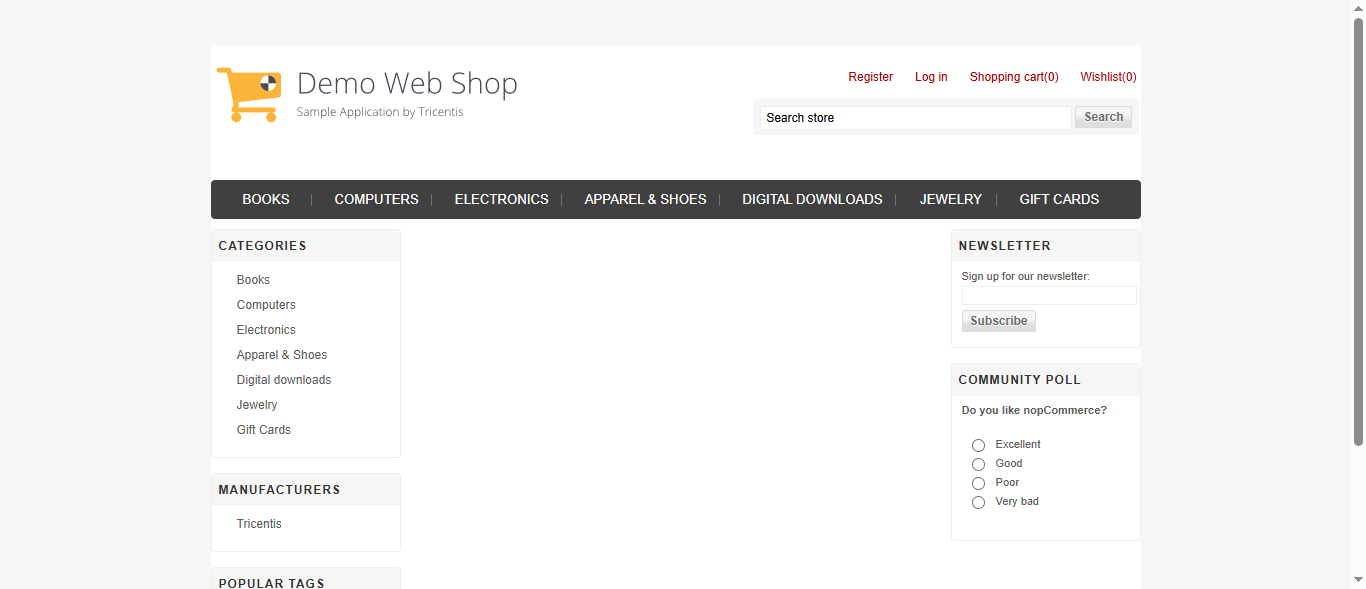 Demo Web Shop
Sample Application by Tricentis
Register Log in Shopping cart(0) Wishlist(0)
Search store Search
BOOKS COMPUTERS ELECTRONICS APPAREL & SHOES DIGITAL DOWNLOADS JEWELRY GIFT CARDS
CATEGORIES
Books
Computers
Electronics
Apparel & Shoes
Digital downloads
Jewelry
Gift Cards
MANUFACTURERS
Tricentis
POPULAR TAGS
NEWSLETTER
Sign up for our newsletter:
Subscribe
COMMUNITY POLL
Do you like nopCommerce?
Excellent
Good
Poor
Very bad